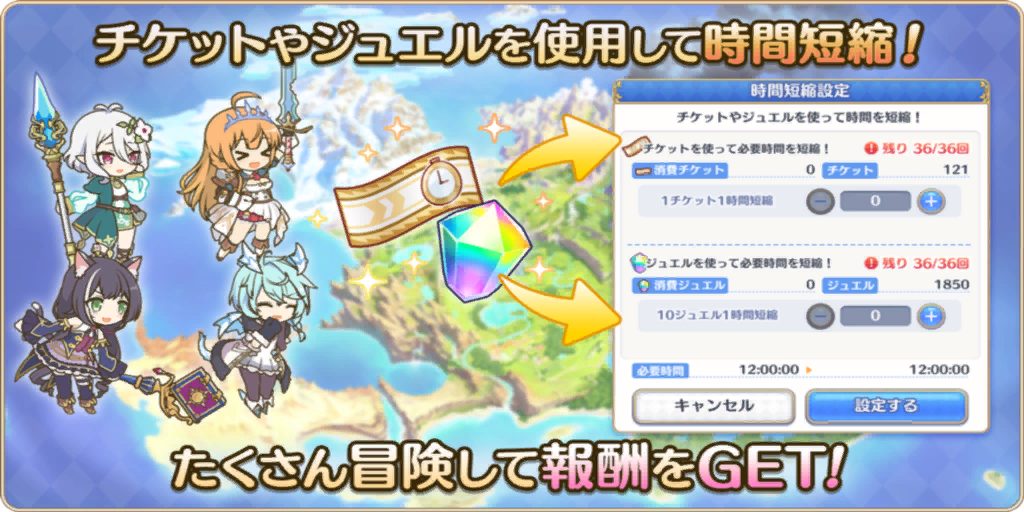 チケットやジュエルを使用して時間短縮！
時間短縮設定
チケットやジュエルを使って時間を短縮！
チケットを使って必要時間を短縮！ 残り 36/36回
消費チケット 0 チケット 121
1チケット1時間短縮 0
ジュエルを使って必要時間を短縮！ 残り 36/36回
消費ジュエル 0 ジュエル 1850
10ジュエル1時間短縮 0
必要時間 12:00:00 12:00:00
キャンセル 設定する
たくさん冒険して報酬をGET！